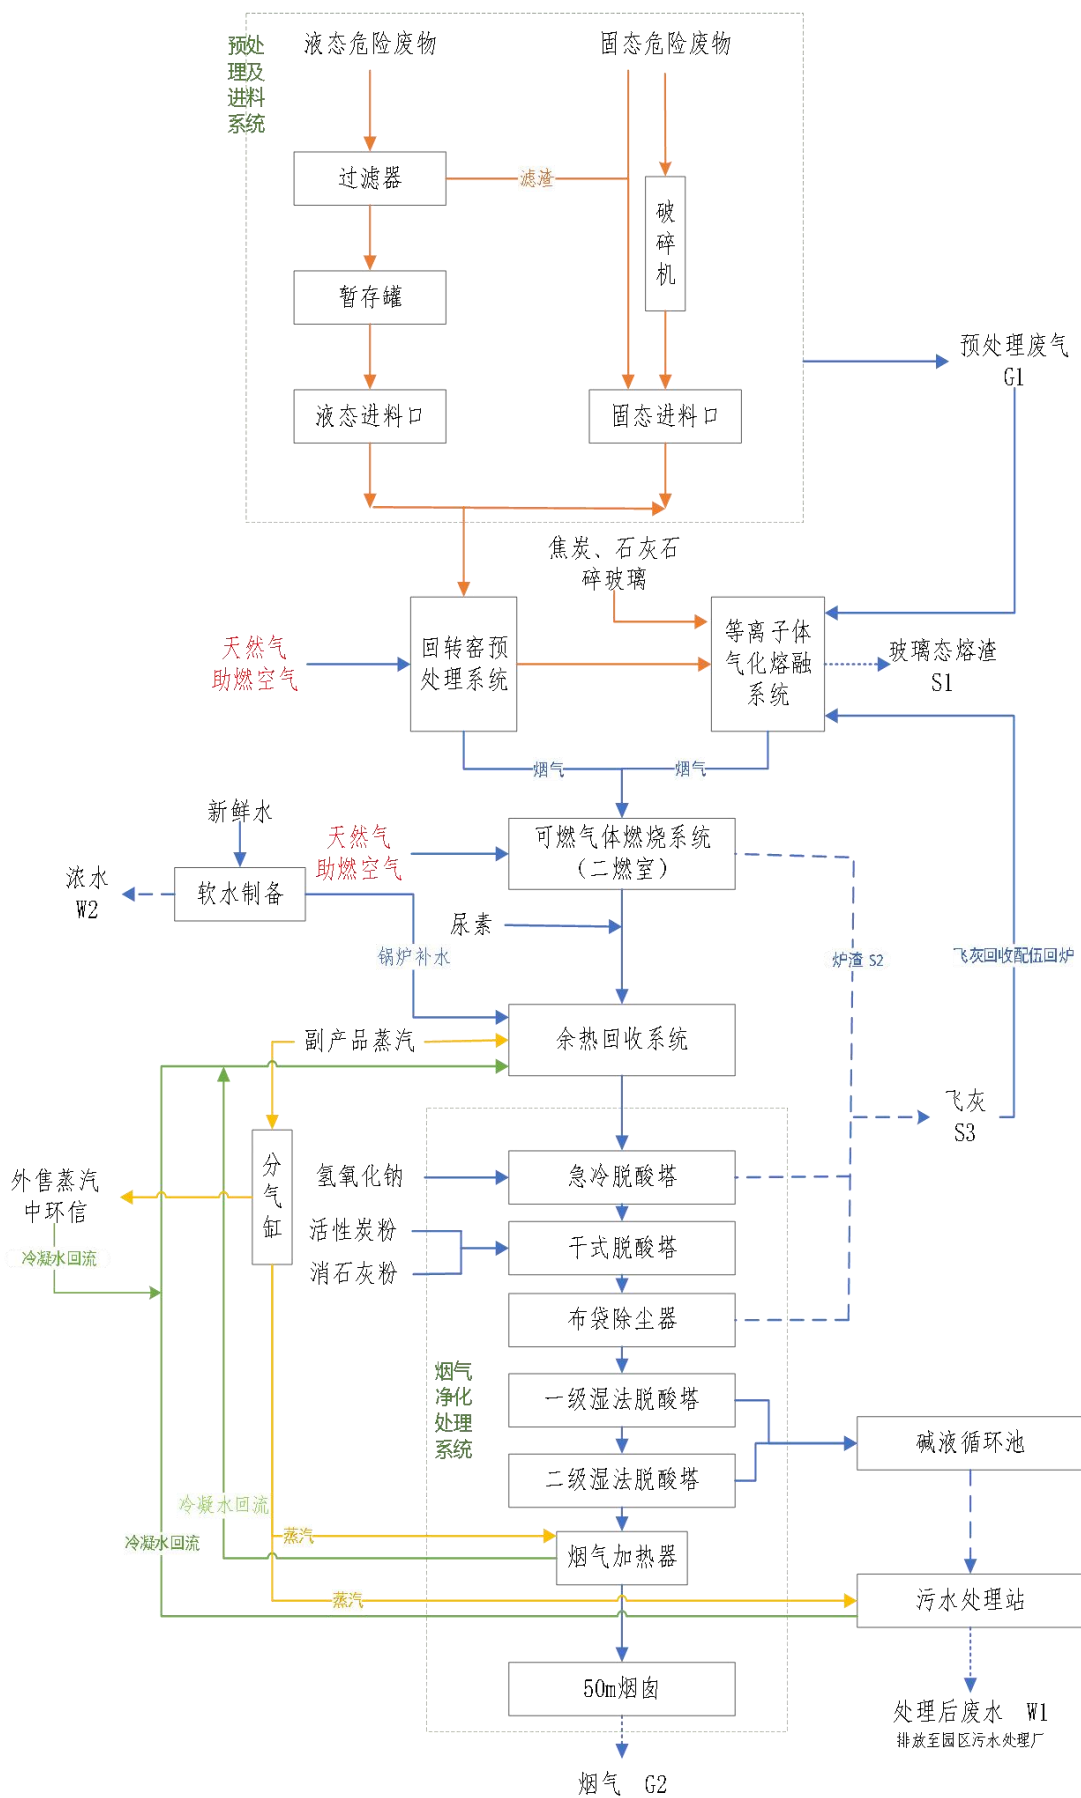 液态危险废物
固态危险废物
预处
理及
进料
系统
过滤器
滤渣
破
碎
机
暂存罐
预处理废气
G1
液态进料口
固态进料口
焦炭、石灰石
碎玻璃
天然气
助燃空气
回转窑预
处理系统
等离子体
气化熔融
系统
玻璃态熔渣
S1
烟气
烟气
新鲜水
天然气
助燃空气
可燃气体燃烧系统
(二燃室)
浓水
W2
软水制备
尿素
锅炉补水
炉渣 S2
飞灰回收配伍回炉
副产品蒸汽
余热回收系统
飞灰
S3
分
气
缸
外售蒸汽
中环信
冷凝水回流
氢氧化钠
急冷脱酸塔
活性炭粉
消石灰粉
干式脱酸塔
布袋除尘器
烟气
净化
处理
系统
一级湿法脱酸塔
碱液循环池
二级湿法脱酸塔
冷凝水回流
冷凝水回流
蒸汽
烟气加热器
蒸汽
污水处理站
50m烟囱
处理后废水 W1
排放至园区污水处理厂
烟气 G2